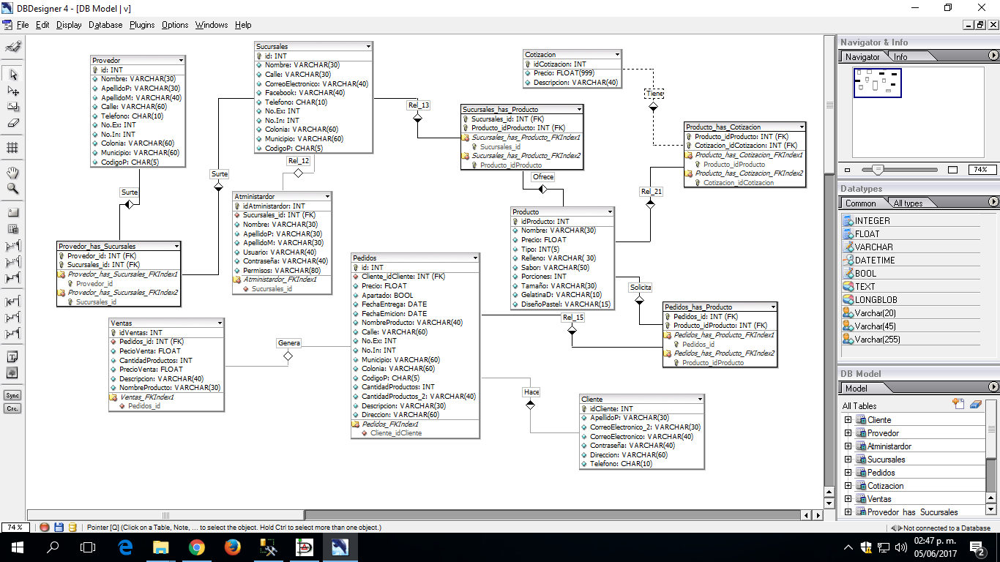 DBDesigner 4 - [DB Model | v]
File Edit Display Database Plugins Options Windows Help
Provedor
id: INT
Nombre: VARCHAR(30)
ApellidoP: VARCHAR(30)
ApellidoM: VARCHAR(40)
Calle: VARCHAR(60)
Telefono: CHAR(10)
No.Ex: INT
No.In: INT
Colonia: VARCHAR(60)
Municipio: VARCHAR(60)
CodigoP: CHAR(5)
Surte
Provedor_has_Sucursales
Provedor_id: INT (FK)
Sucursales_id: INT (FK)
Provedor_has_Sucursales_FKIndex1
Provedor_id
Provedor_has_Sucursales_FKIndex2
Sucursales_id
Surte
Sucursales
id: INT
Nombre: VARCHAR(30)
Calle: VARCHAR(30)
CorreoElectronico: VARCHAR(40)
Facebook: VARCHAR(40)
Telefono: CHAR(10)
No.Ex: INT
No.In: INT
Colonia: VARCHAR(60)
Municipio: VARCHAR(60)
CodigoP: CHAR(5)
Rel_12
Atministardor
idAtministardor: INT
Sucursales_id: INT (FK)
Nombre: VARCHAR(30)
ApellidoP: VARCHAR(30)
ApellidoM: VARCHAR(30)
Usuario: VARCHAR(40)
Contraseña: VARCHAR(40)
Permisos: VARCHAR(80)
Atministardor_FKIndex1
Sucursales_id
Ventas
idVentas: INT
Pedidos_id: INT (FK)
PecioVenta: FLOAT
CantidadProductos: INT
PrecioVenta: FLOAT
Descripcion: VARCHAR(40)
NombreProducto: VARCHAR(30)
Ventas_FKIndex1
Pedidos_id
Genera
Pedidos
id: INT
Cliente_idCliente: INT (FK)
Precio: FLOAT
Apartado: BOOL
FechaEntrega: DATE
FechaEmicion: DATE
NombreProducto: VARCHAR(40)
Calle: VARCHAR(60)
No.Ex: INT
No.In: INT
Municipio: VARCHAR(60)
Colonia: VARCHAR(60)
CodigoP: CHAR(5)
CantidadProductos: INT
CantidadProductos_2: VARCHAR(40)
Descripcion: VARCHAR(30)
Direccion: VARCHAR(60)
Pedidos_FKIndex1
Cliente_idCliente
Rel_13
Sucursales_has_Producto
Sucursales_id: INT (FK)
Producto_idProducto: INT (FK)
Sucursales_has_Producto_FKIndex1
Sucursales_id
Sucursales_has_Producto_FKIndex2
Producto_idProducto
Ofrece
Cotizacion
idCotizacion: INT
Precio: FLOAT(999)
Descripcion: VARCHAR(40)
Tiene
Producto_has_Cotizacion
Producto_idProducto: INT (FK)
Cotizacion_idCotizacion: INT (FK)
Producto_has_Cotizacion_FKIndex1
Producto_idProducto
Producto_has_Cotizacion_FKIndex2
Cotizacion_idCotizacion
Rel_21
Producto
idProducto: INT
Nombre: VARCHAR(30)
Precio: FLOAT
Tipo: INT(5)
Relleno: VARCHAR( 30)
Sabor: VARCHAR(50)
Porciones: INT
Tamaño: VARCHAR(30)
GelatinaD: VARCHAR(10)
DiseñoPastel: VARCHAR(15)
Solicita
Rel_15
Pedidos_has_Producto
Pedidos_id: INT (FK)
Producto_idProducto: INT (FK)
Pedidos_has_Producto_FKIndex1
Pedidos_id
Pedidos_has_Producto_FKIndex2
Producto_idProducto
Hace
Cliente
idCliente: INT
ApellidoP: VARCHAR(30)
CorreoElectronico_2: VARCHAR(30)
CorreoElectronico: VARCHAR(40)
Contraseña: VARCHAR(40)
Direccion: VARCHAR(60)
Telefono: CHAR(10)
Sync
Crc.
Navigator & Info
Navigator Info
74%
Datatypes
Common All types
INTEGER
FLOAT
VARCHAR
DATETIME
BOOL
TEXT
LONGBLOB
Varchar(20)
Varchar(45)
Varchar(255)
DB Model
Model
All Tables
Cliente
Provedor
Atministardor
Sucursales
Pedidos
Cotizacion
Ventas
Provedor_has_Sucursales
74 % Pointer [Q] (Click on a Table, Note, ... to select the object. Hold Ctrl to select more than one object.) Not connected to a Database
02:47 p. m.
05/06/2017
2